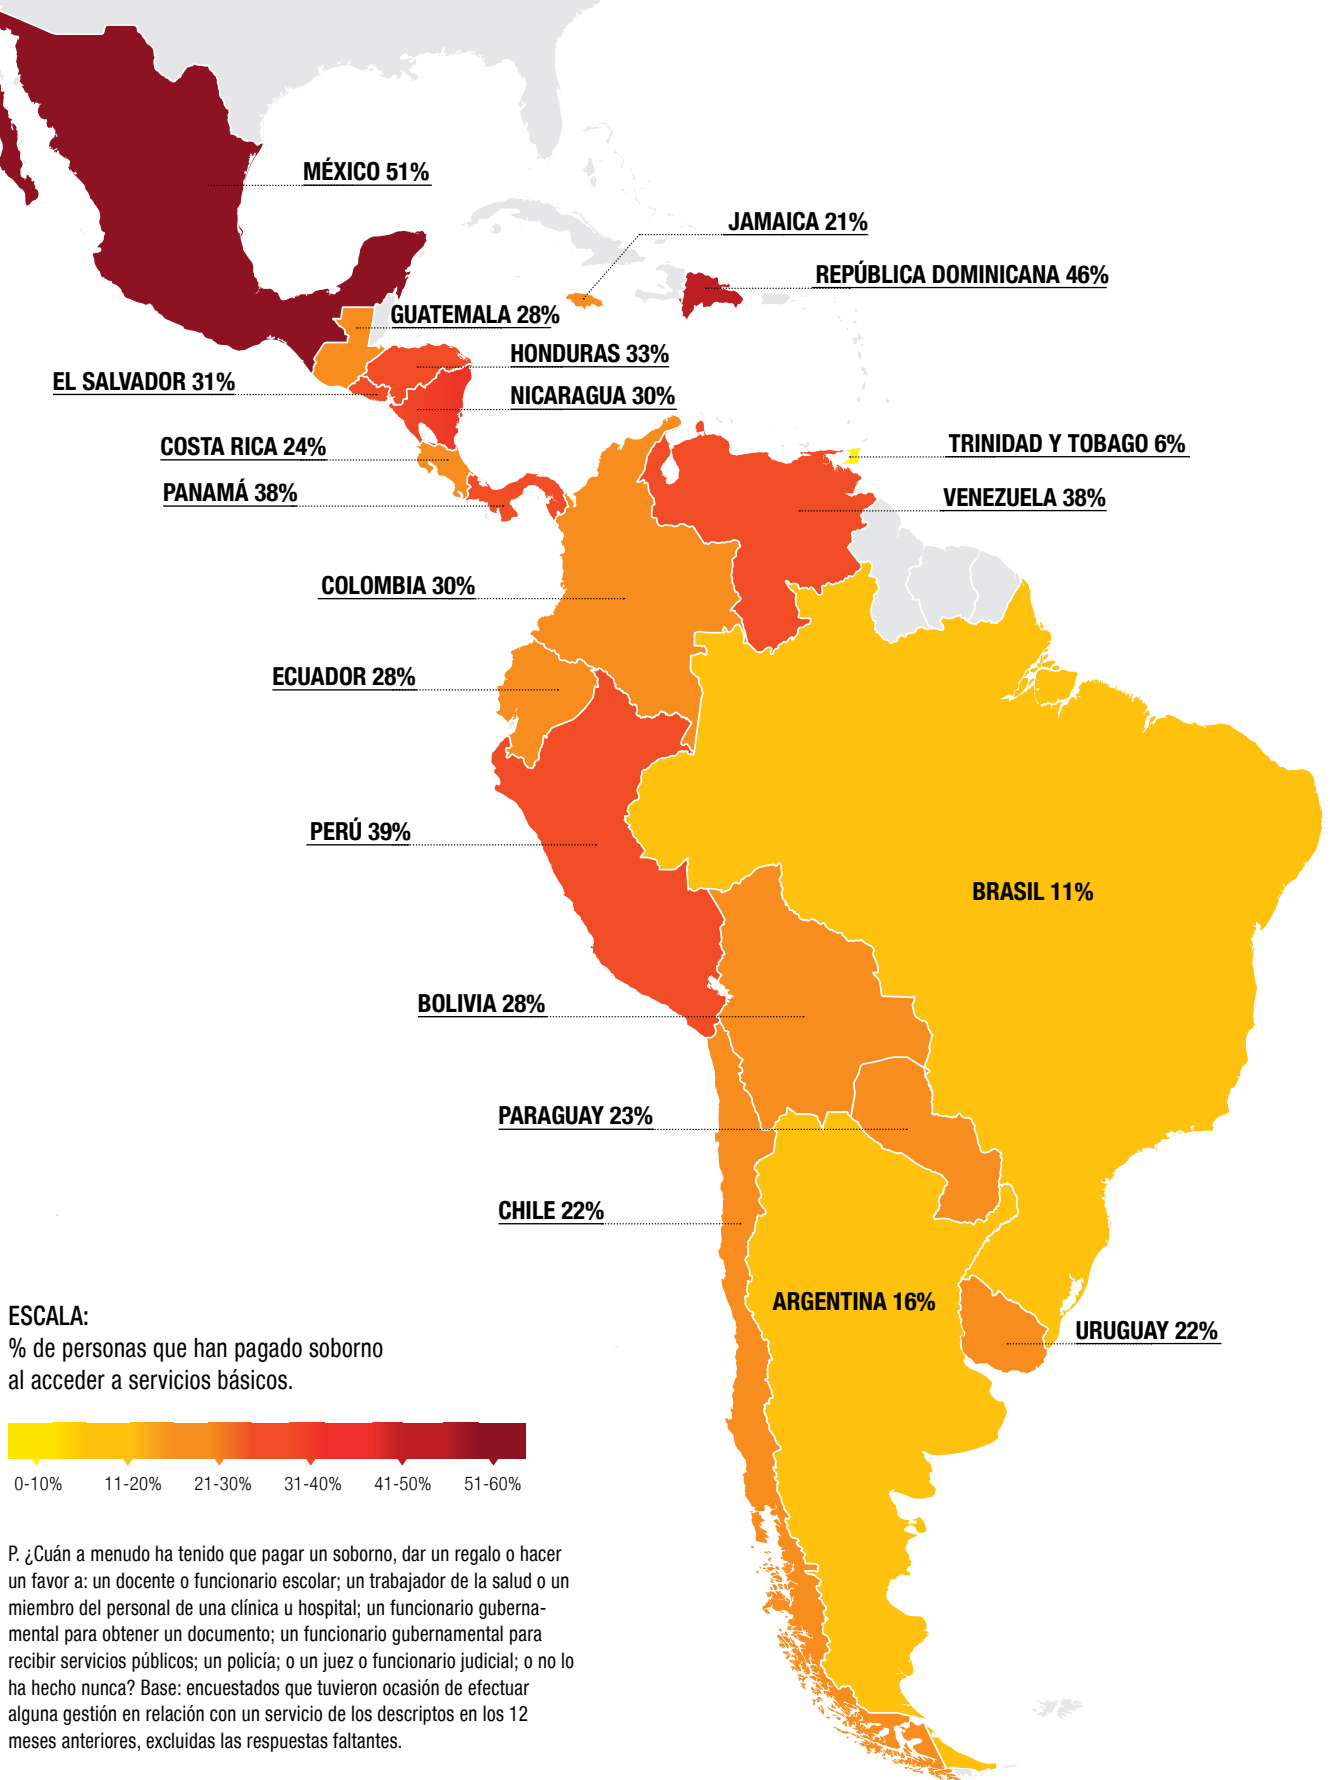 MÉXICO 51%
JAMAICA 21%
REPÚBLICA DOMINICANA 46%
GUATEMALA 28%
HONDURAS 33%
EL SALVADOR 31%
NICARAGUA 30%
COSTA RICA 24%
TRINIDAD Y TOBAGO 6%
PANAMÁ 38%
VENEZUELA 38%
COLOMBIA 30%
ECUADOR 28%
PERÚ 39%
BRASIL 11%
BOLIVIA 28%
PARAGUAY 23%
CHILE 22%
ARGENTINA 16%
URUGUAY 22%
ESCALA:
% de personas que han pagado soborno
al acceder a servicios básicos.
0-10% 11-20% 21-30% 31-40% 41-50% 51-60%
P. ¿Cuán a menudo ha tenido que pagar un soborno, dar un regalo o hacer
un favor a: un docente o funcionario escolar; un trabajador de la salud o un
miembro del personal de una clínica u hospital; un funcionario guberna-
mental para obtener un documento; un funcionario gubernamental para
recibir servicios públicos; un policía; o un juez o funcionario judicial; o no lo
ha hecho nunca? Base: encuestados que tuvieron ocasión de efectuar
alguna gestión en relación con un servicio de los descriptos en los 12
meses anteriores, excluidas las respuestas faltantes.